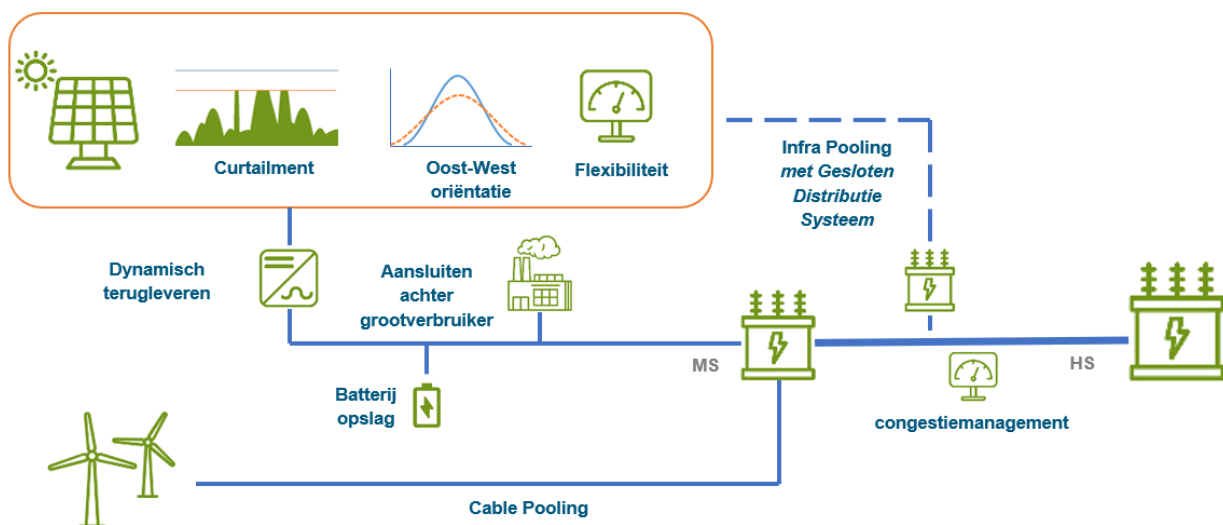 Curtailment
Oost-West
oriëntatie
Flexibiliteit
Infra Pooling
met Gesloten
Distributie
Systeem
Dynamisch
terugleveren
Aansluiten
achter
grootverbruiker
MS
HS
Batterij
opslag
congestiemanagement
Cable Pooling